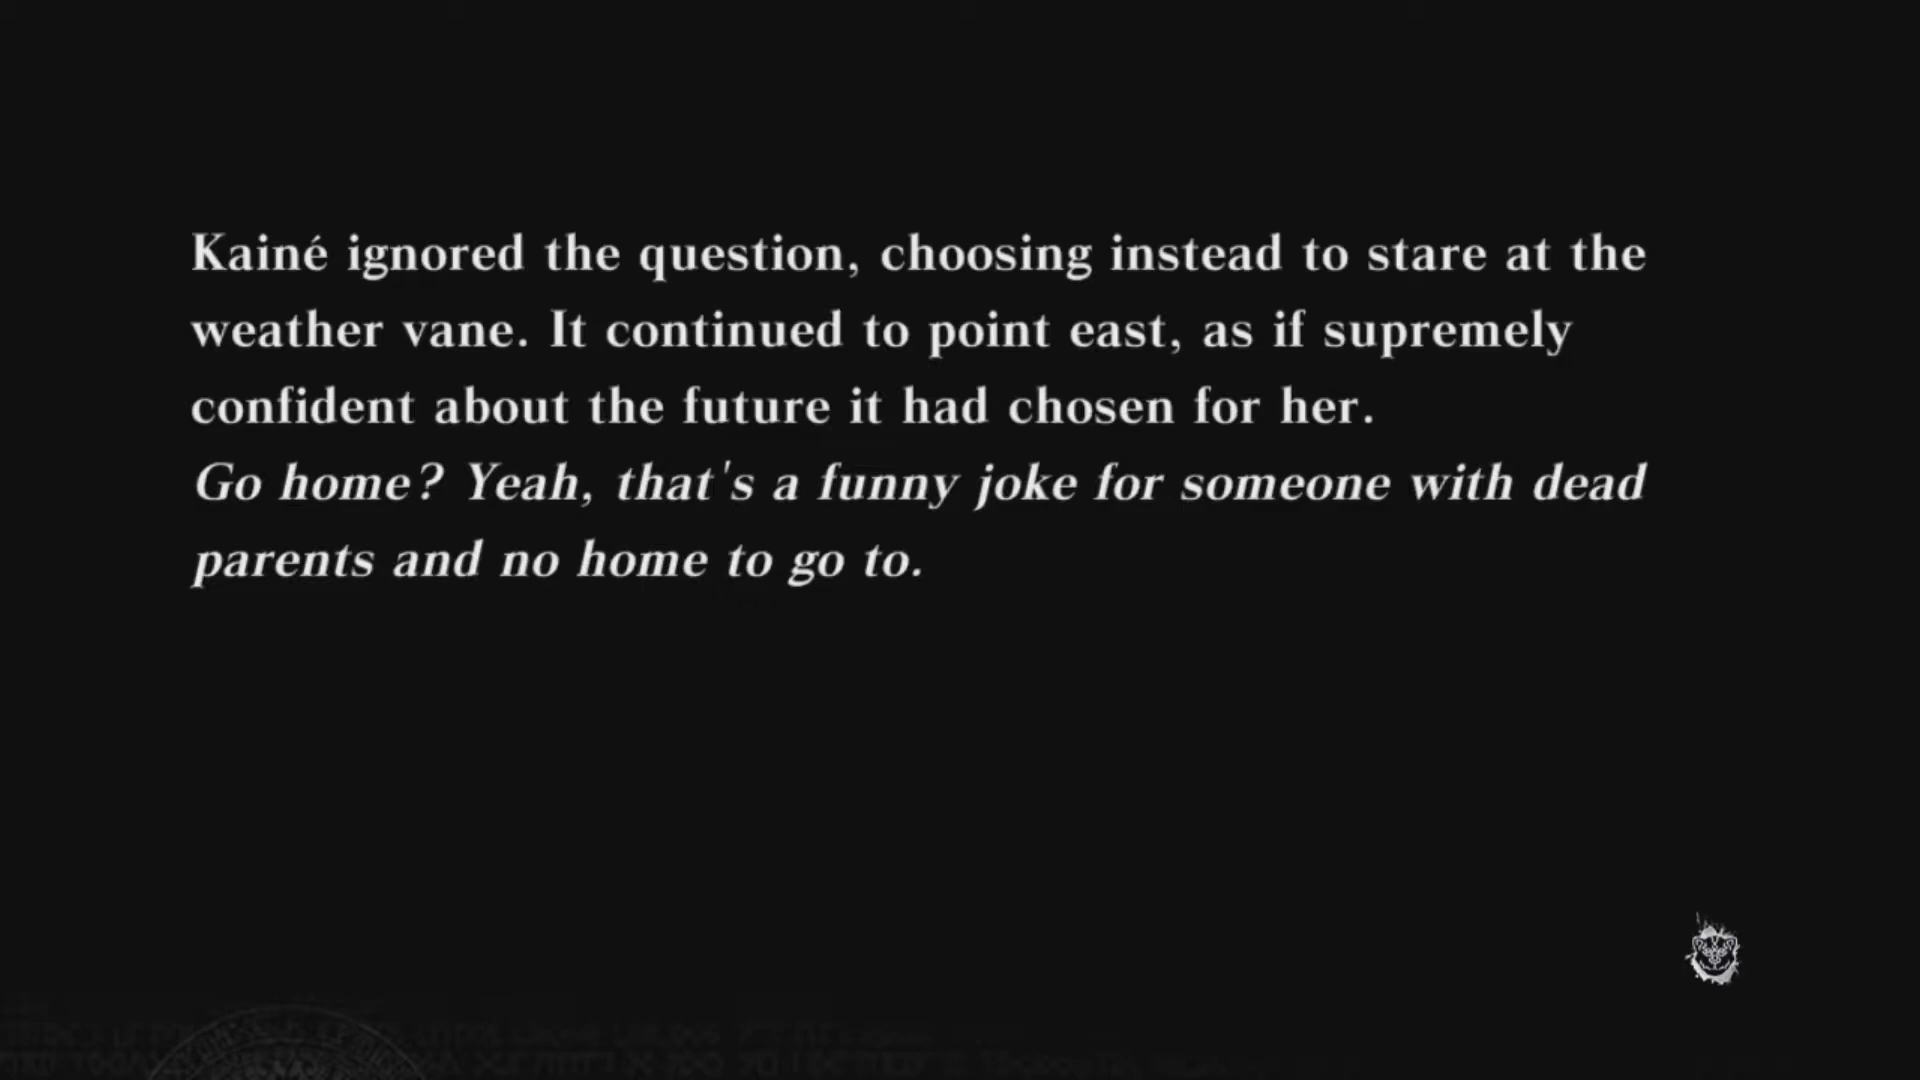 Kainé ignored the question, choosing instead to stare at the
weather vane. It continued to point east, as if supremely
confident about the future it had chosen for her.
Go home? Yeah, that's a funny joke for someone with dead
parents and no home to go to.